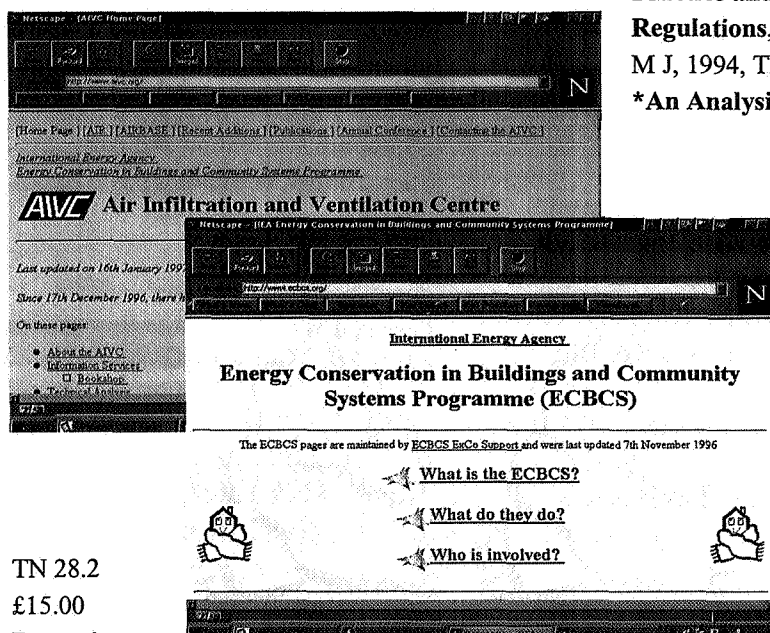 Regulations,
M J, 1994, T
*An Analysi
Netscape - [AIVC Home Page]
http://www.aivc.org/
N
[Home Page] [AIR] [AIRBASE] [Recent Additions] [Publications] [Annual Conference] [Contacting the AIVC]
International Energy Agency
Energy Conservation in Buildings and Community Systems Programme
AIVC Air Infiltration and Ventilation Centre
Last updated on 16th January 199
Since 17th December 1996, there h
On these pages:
About the AIVC
Information Services
Bookshop
Technical Analysis
Netscape - [IEA Energy Conservation in Buildings and Community Systems Programme]
http://www.ecbcs.org/
N
International Energy Agency
Energy Conservation in Buildings and Community
Systems Programme (ECBCS)
The ECBCS pages are maintained by ECBCS ExCo Support and were last updated 7th November 1996
What is the ECBCS?
What do they do?
Who is involved?
TN 28.2
£15.00